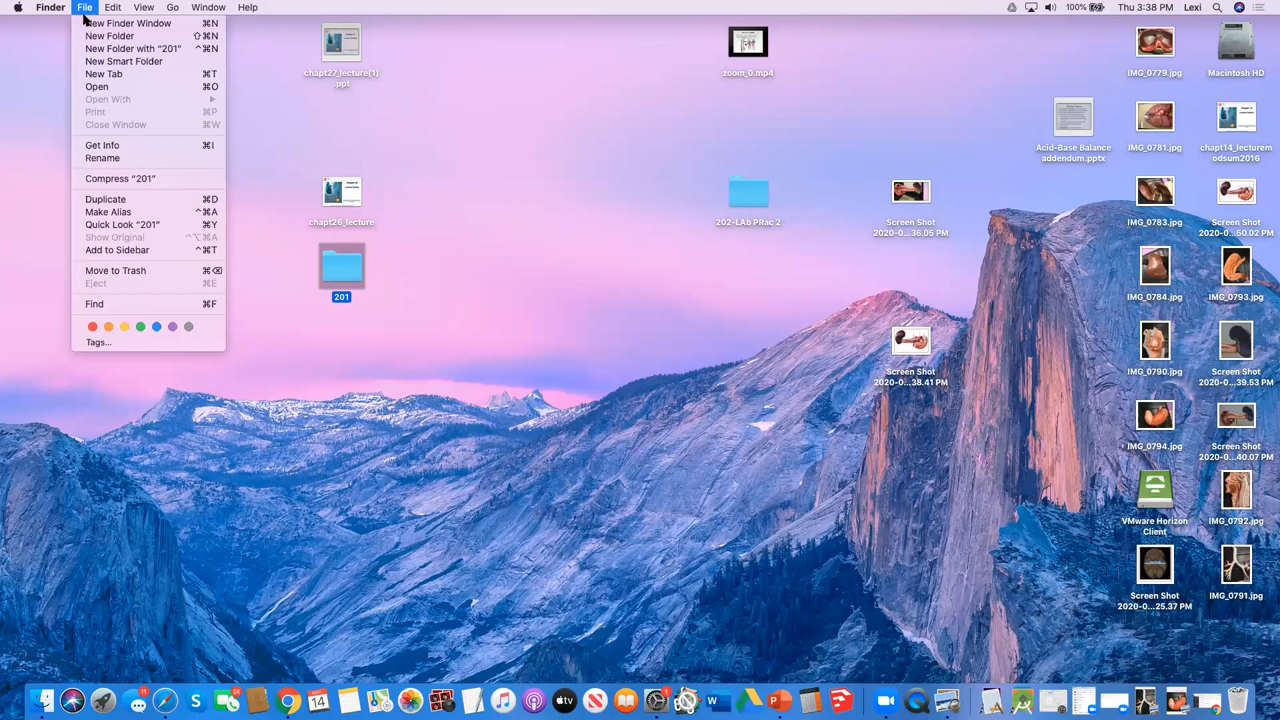 Finder File Edit View Go Window Help 100% Thu 3:38 PM Lexi
New Finder Window ⌘N
New Folder ⇧⌘N
New Folder with “201” ^⌘N
New Smart Folder
New Tab ⌘T
Open ⌘O
Open With ▶
Print ⌘P
Close Window ⌘W
Get Info ⌘I
Rename
Compress “201”
Duplicate ⌘D
Make Alias ^⌘A
Quick Look “201” ⌘Y
Show Original ^⌥⌘A
Add to Sidebar ^⌘T
Move to Trash ⌘⌫
Eject ⌘E
Find ⌘F
Tags...
chapt27_lecture(1)
.ppt
chapt26_lecture
201
zoom_0.mp4
202-LAb PRac 2
Screen Shot
2020-0...36.05 PM
Screen Shot
2020-0...38.41 PM
Acid-Base Balance
addendum.pptx
IMG_0779.jpg
IMG_0781.jpg
IMG_0783.jpg
IMG_0784.jpg
IMG_0790.jpg
IMG_0794.jpg
VMware Horizon
Client
Screen Shot
2020-0...25.37 PM
Macintosh HD
chapt14_lecturem
odsum2016
Screen Shot
2020-0...50.02 PM
IMG_0793.jpg
Screen Shot
2020-0...39.53 PM
Screen Shot
2020-0...40.07 PM
IMG_0792.jpg
IMG_0791.jpg
11
24
14
tv
1